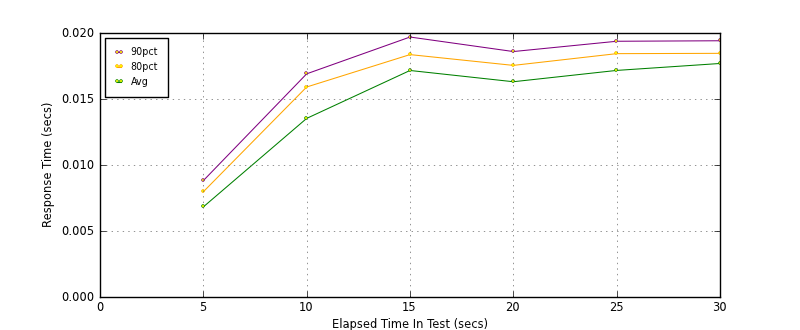 0.020
90pct
80pct
Avg
0.015
0.010
0.005
0.000
Response Time (secs)
0 5 10 15 20 25 30
Elapsed Time In Test (secs)